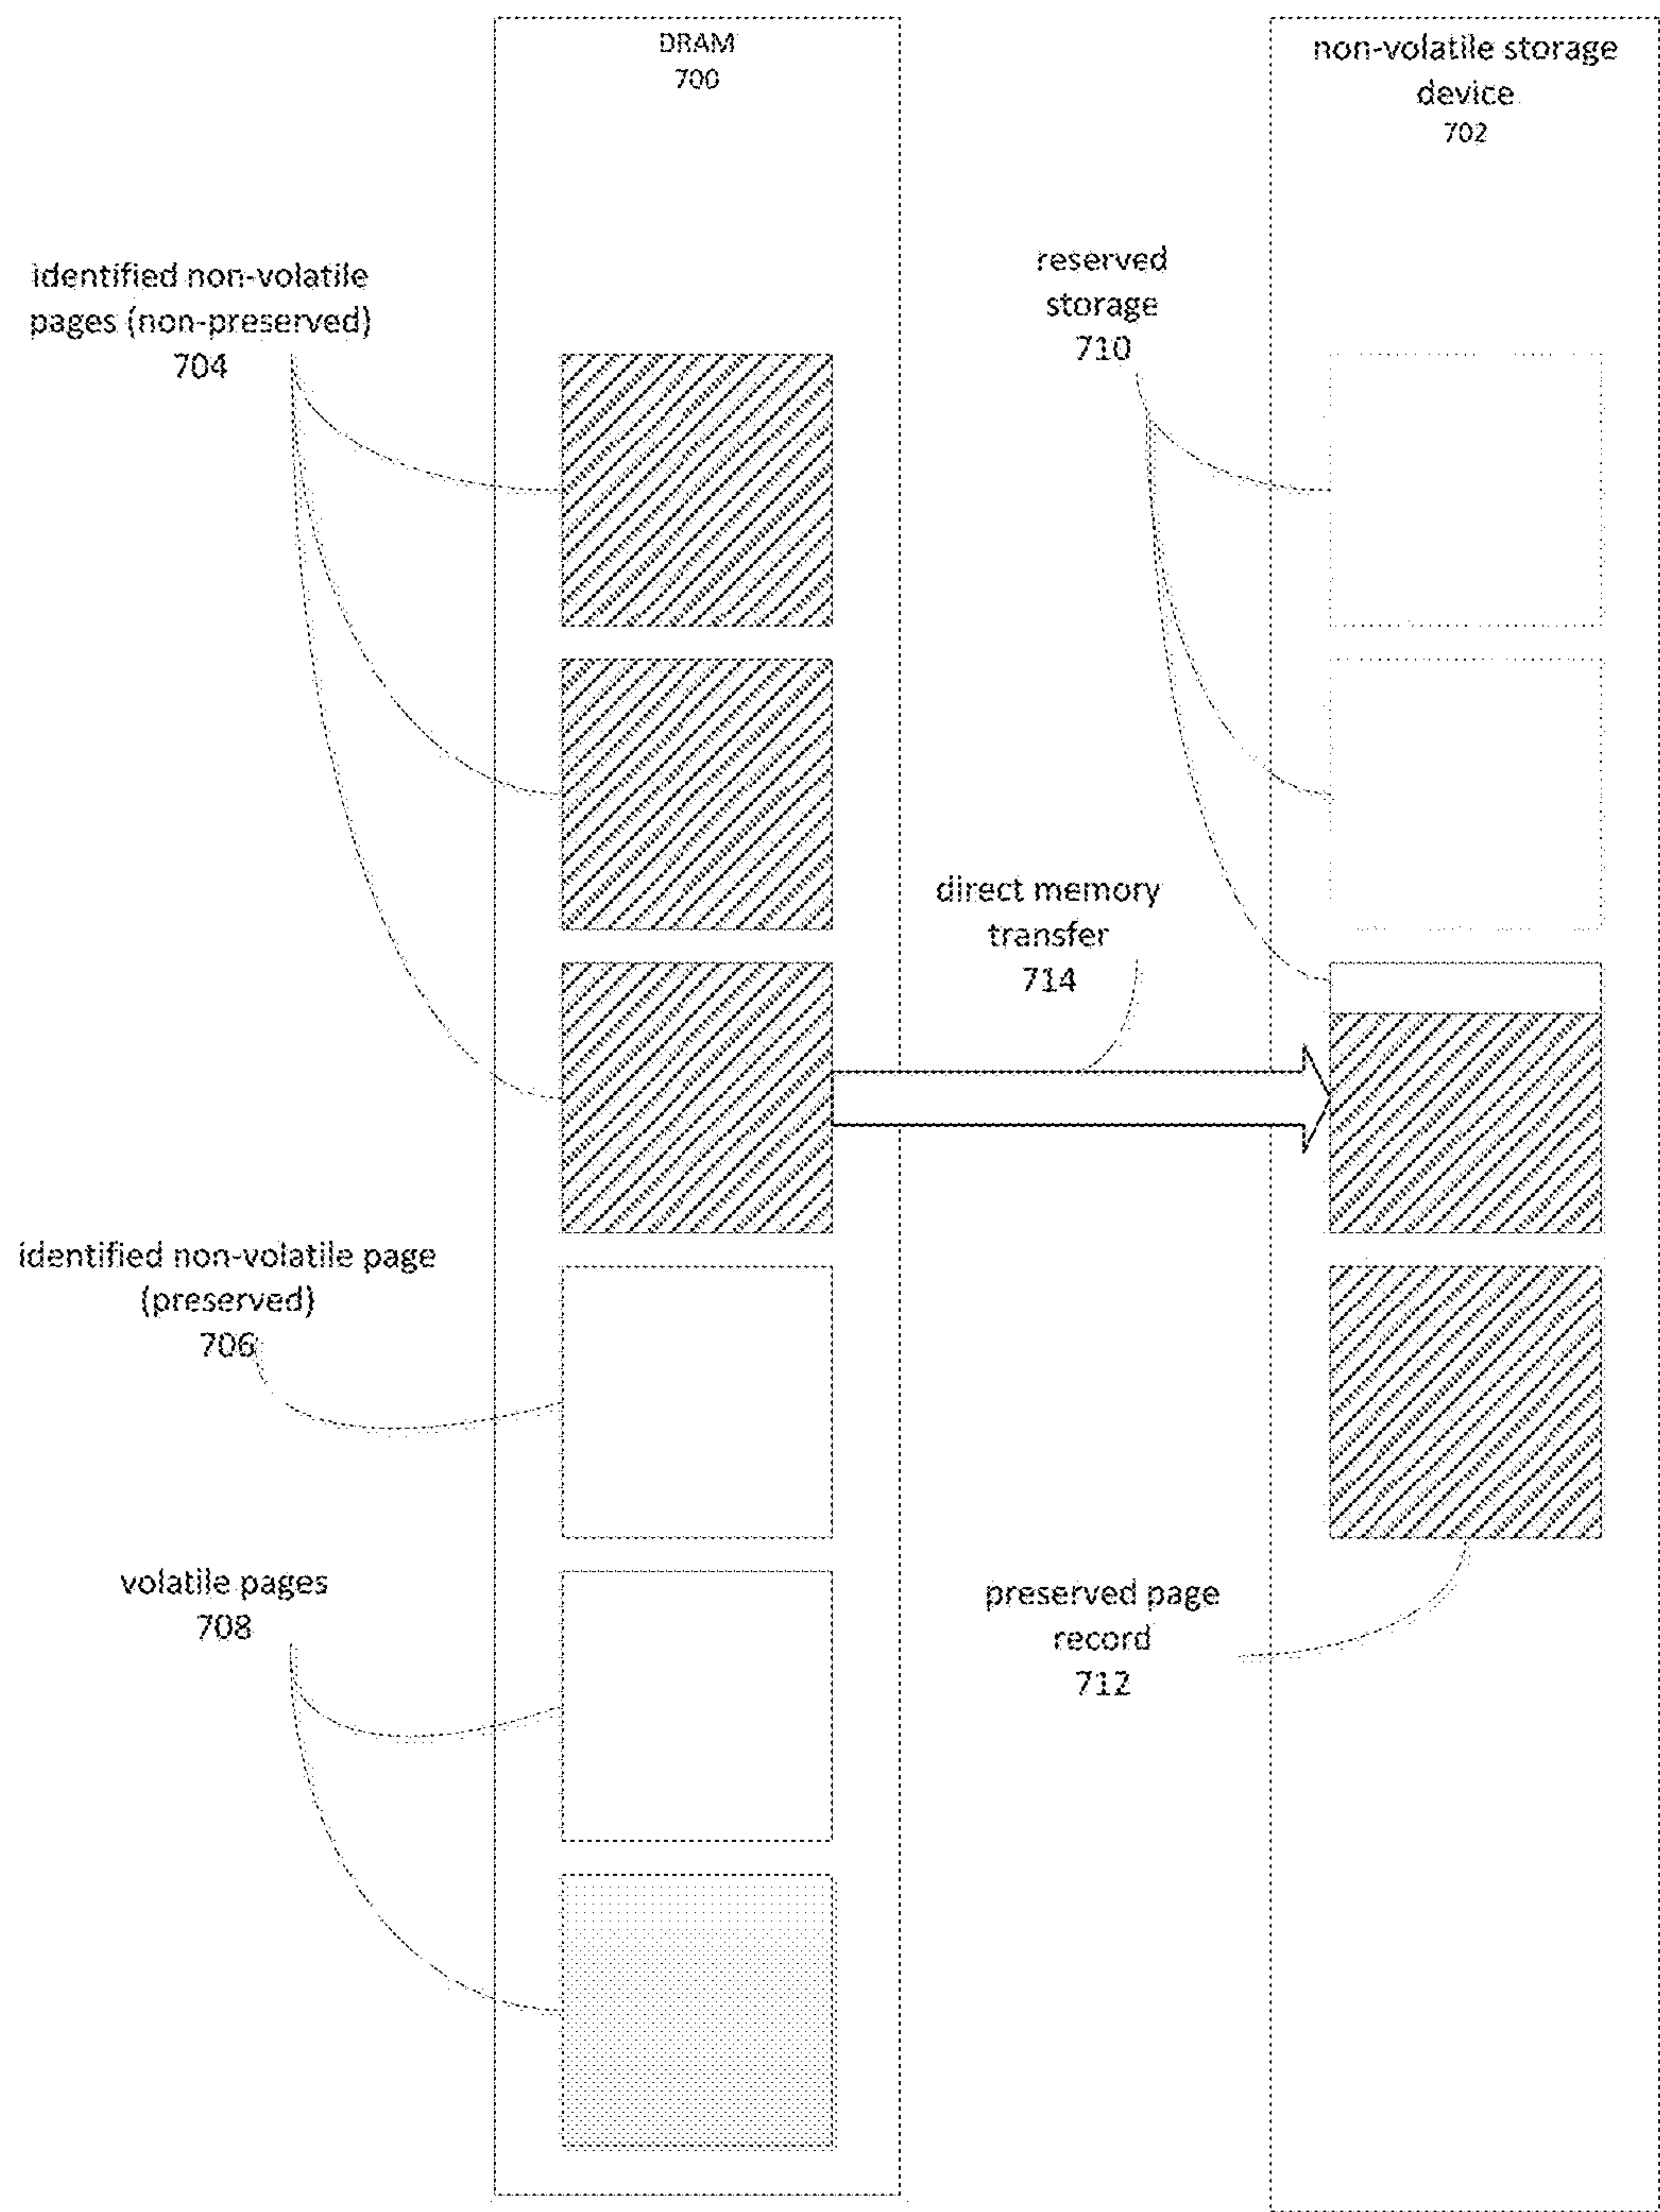 DRAM
700
non-volatile storage
device
702
identified non-volatile
pages (non-preserved)
704
reserved
storage
710
direct memory
transfer
714
identified non-volatile page
(preserved)
706
volatile pages
708
preserved page
record
712